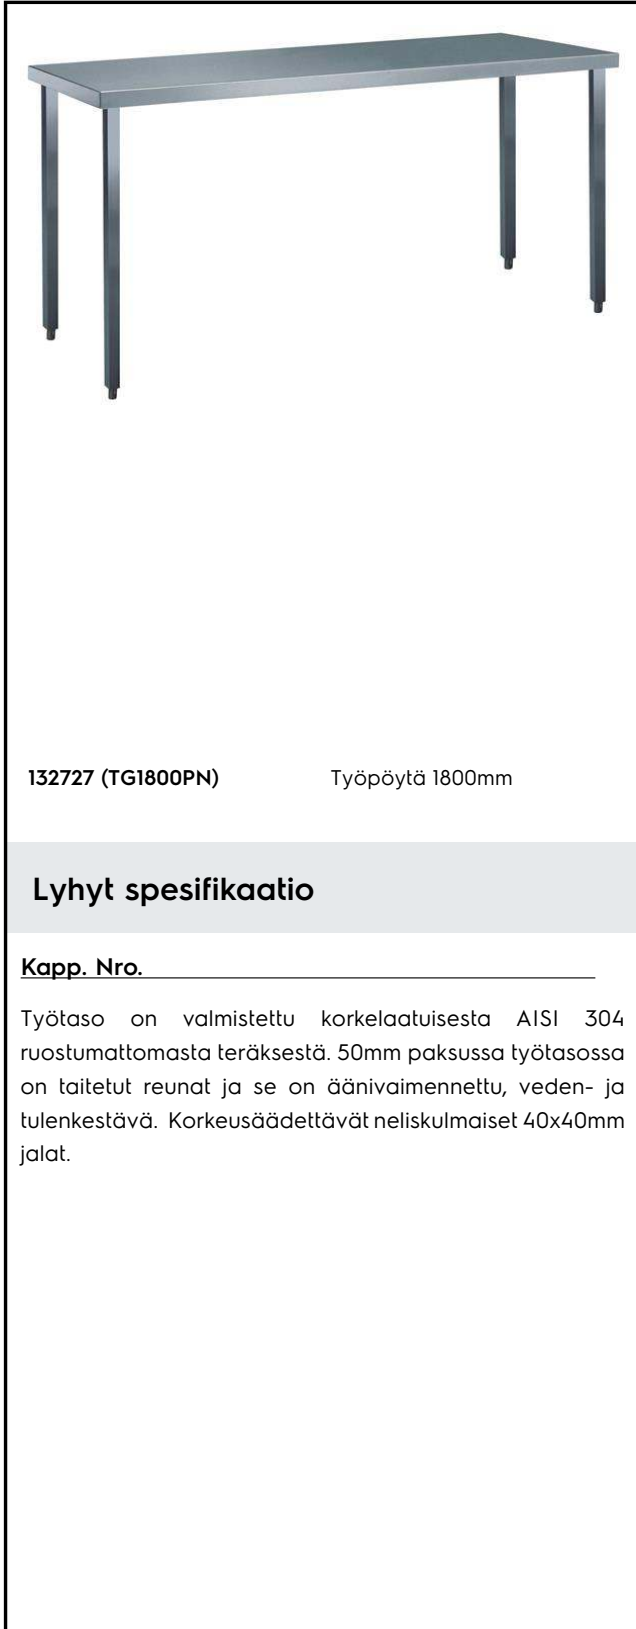 132727 (TG1800PN) Työpöytä 1800mm
Lyhyt spesifikaatio
Kapp. Nro.
Työtaso on valmistettu korkelaatuisesta AISI 304
ruostumattomasta teräksestä. 50mm paksussa työtasossa
on taitetut reunat ja se on äänivaimennettu, veden- ja
tulenkestävä. Korkeusäädettävät neliskulmaiset 40x40mm
jalat.